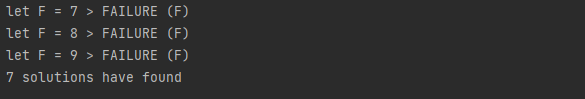 let F = 7 > FAILURE (F)
let F = 8 > FAILURE (F)
let F = 9 > FAILURE (F)
7 solutions have found